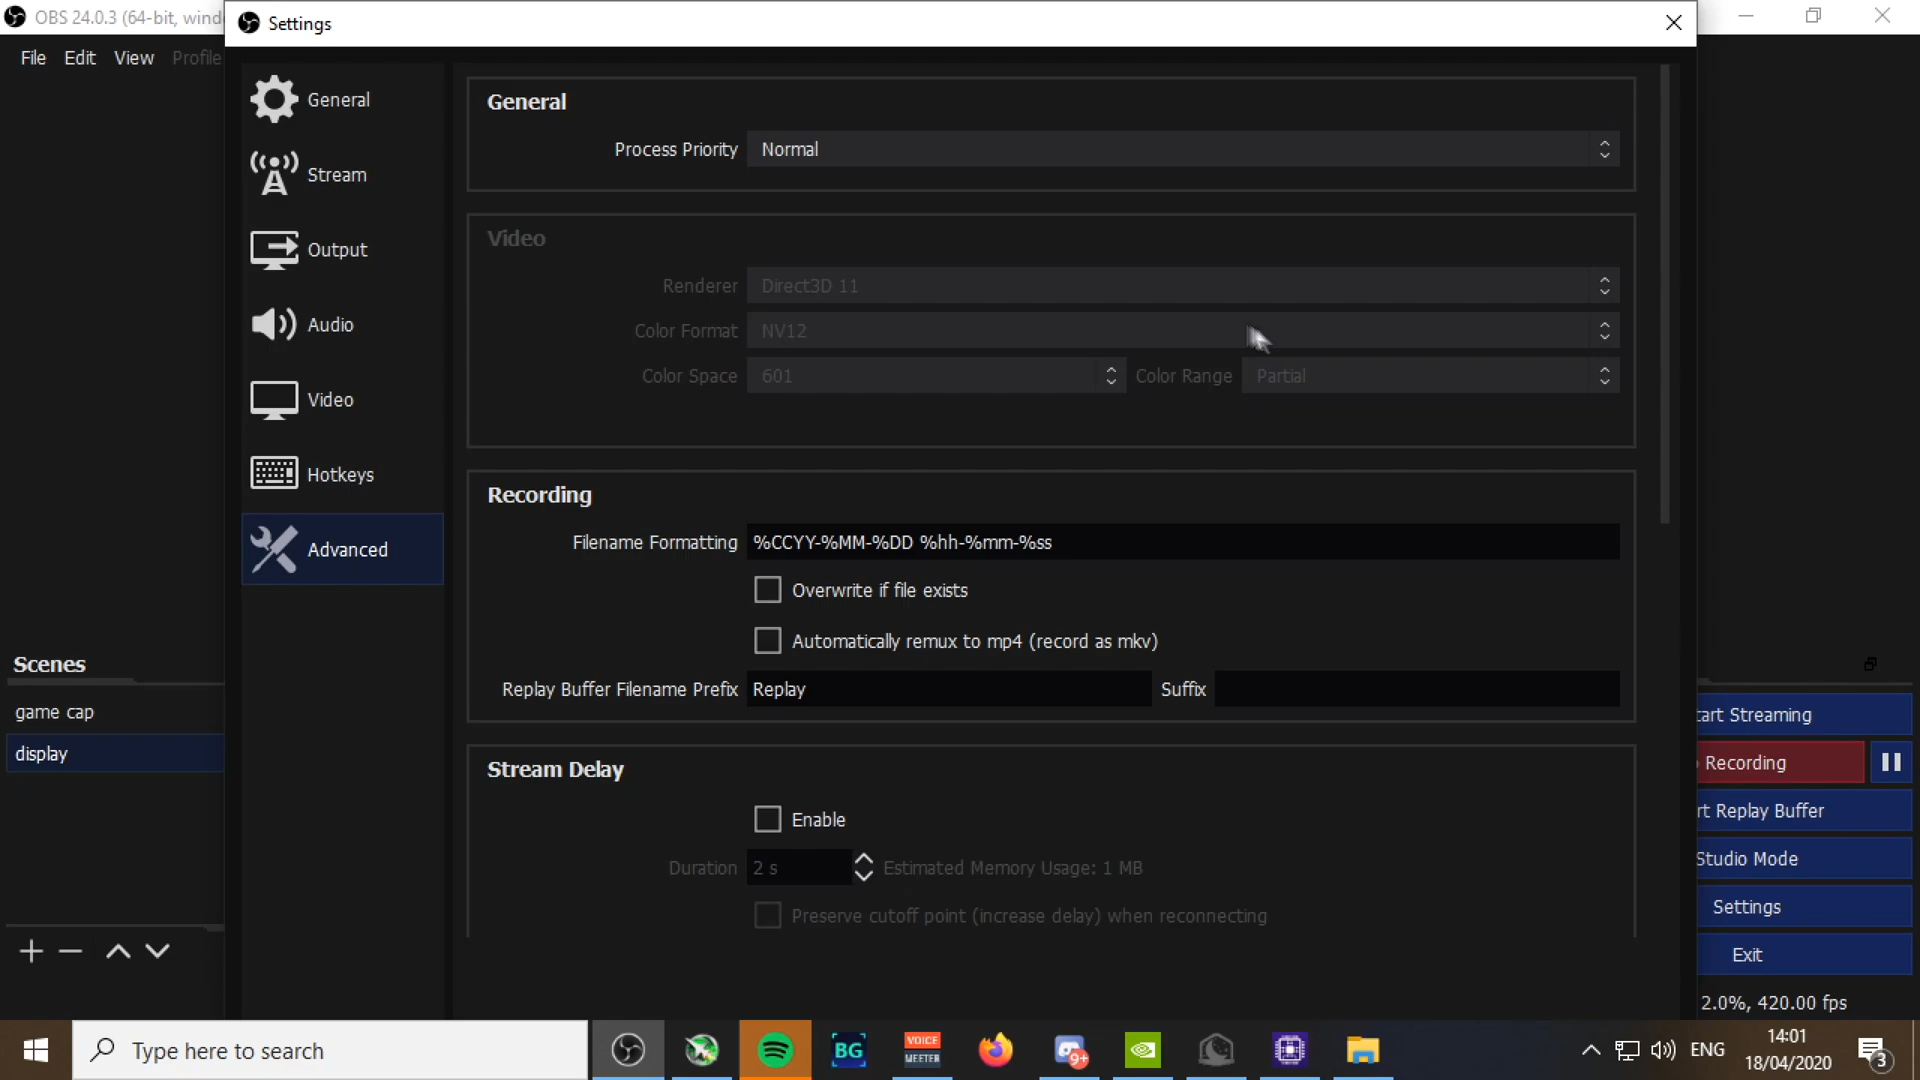 OBS 24.0.3 (64-bit, wind
Settings
File Edit View Profile
General
Stream
Output
Audio
Video
Hotkeys
Advanced
General
Process Priority Normal
Video
Renderer Direct3D 11
Color Format NV12
Color Space 601 Color Range Partial
Recording
Filename Formatting %CCYY-%MM-%DD %hh-%mm-%ss
Overwrite if file exists
Automatically remux to mp4 (record as mkv)
Replay Buffer Filename Prefix Replay Suffix
Stream Delay
Enable
Duration 2 s Estimated Memory Usage: 1 MB
Preserve cutoff point (increase delay) when reconnecting
Scenes
game cap
display
tart Streaming
Recording
rt Replay Buffer
Studio Mode
Settings
Exit
2.0%, 420.00 fps
Type here to search
BG
VOICE
MEETER
9+
ENG
14:01
18/04/2020
3